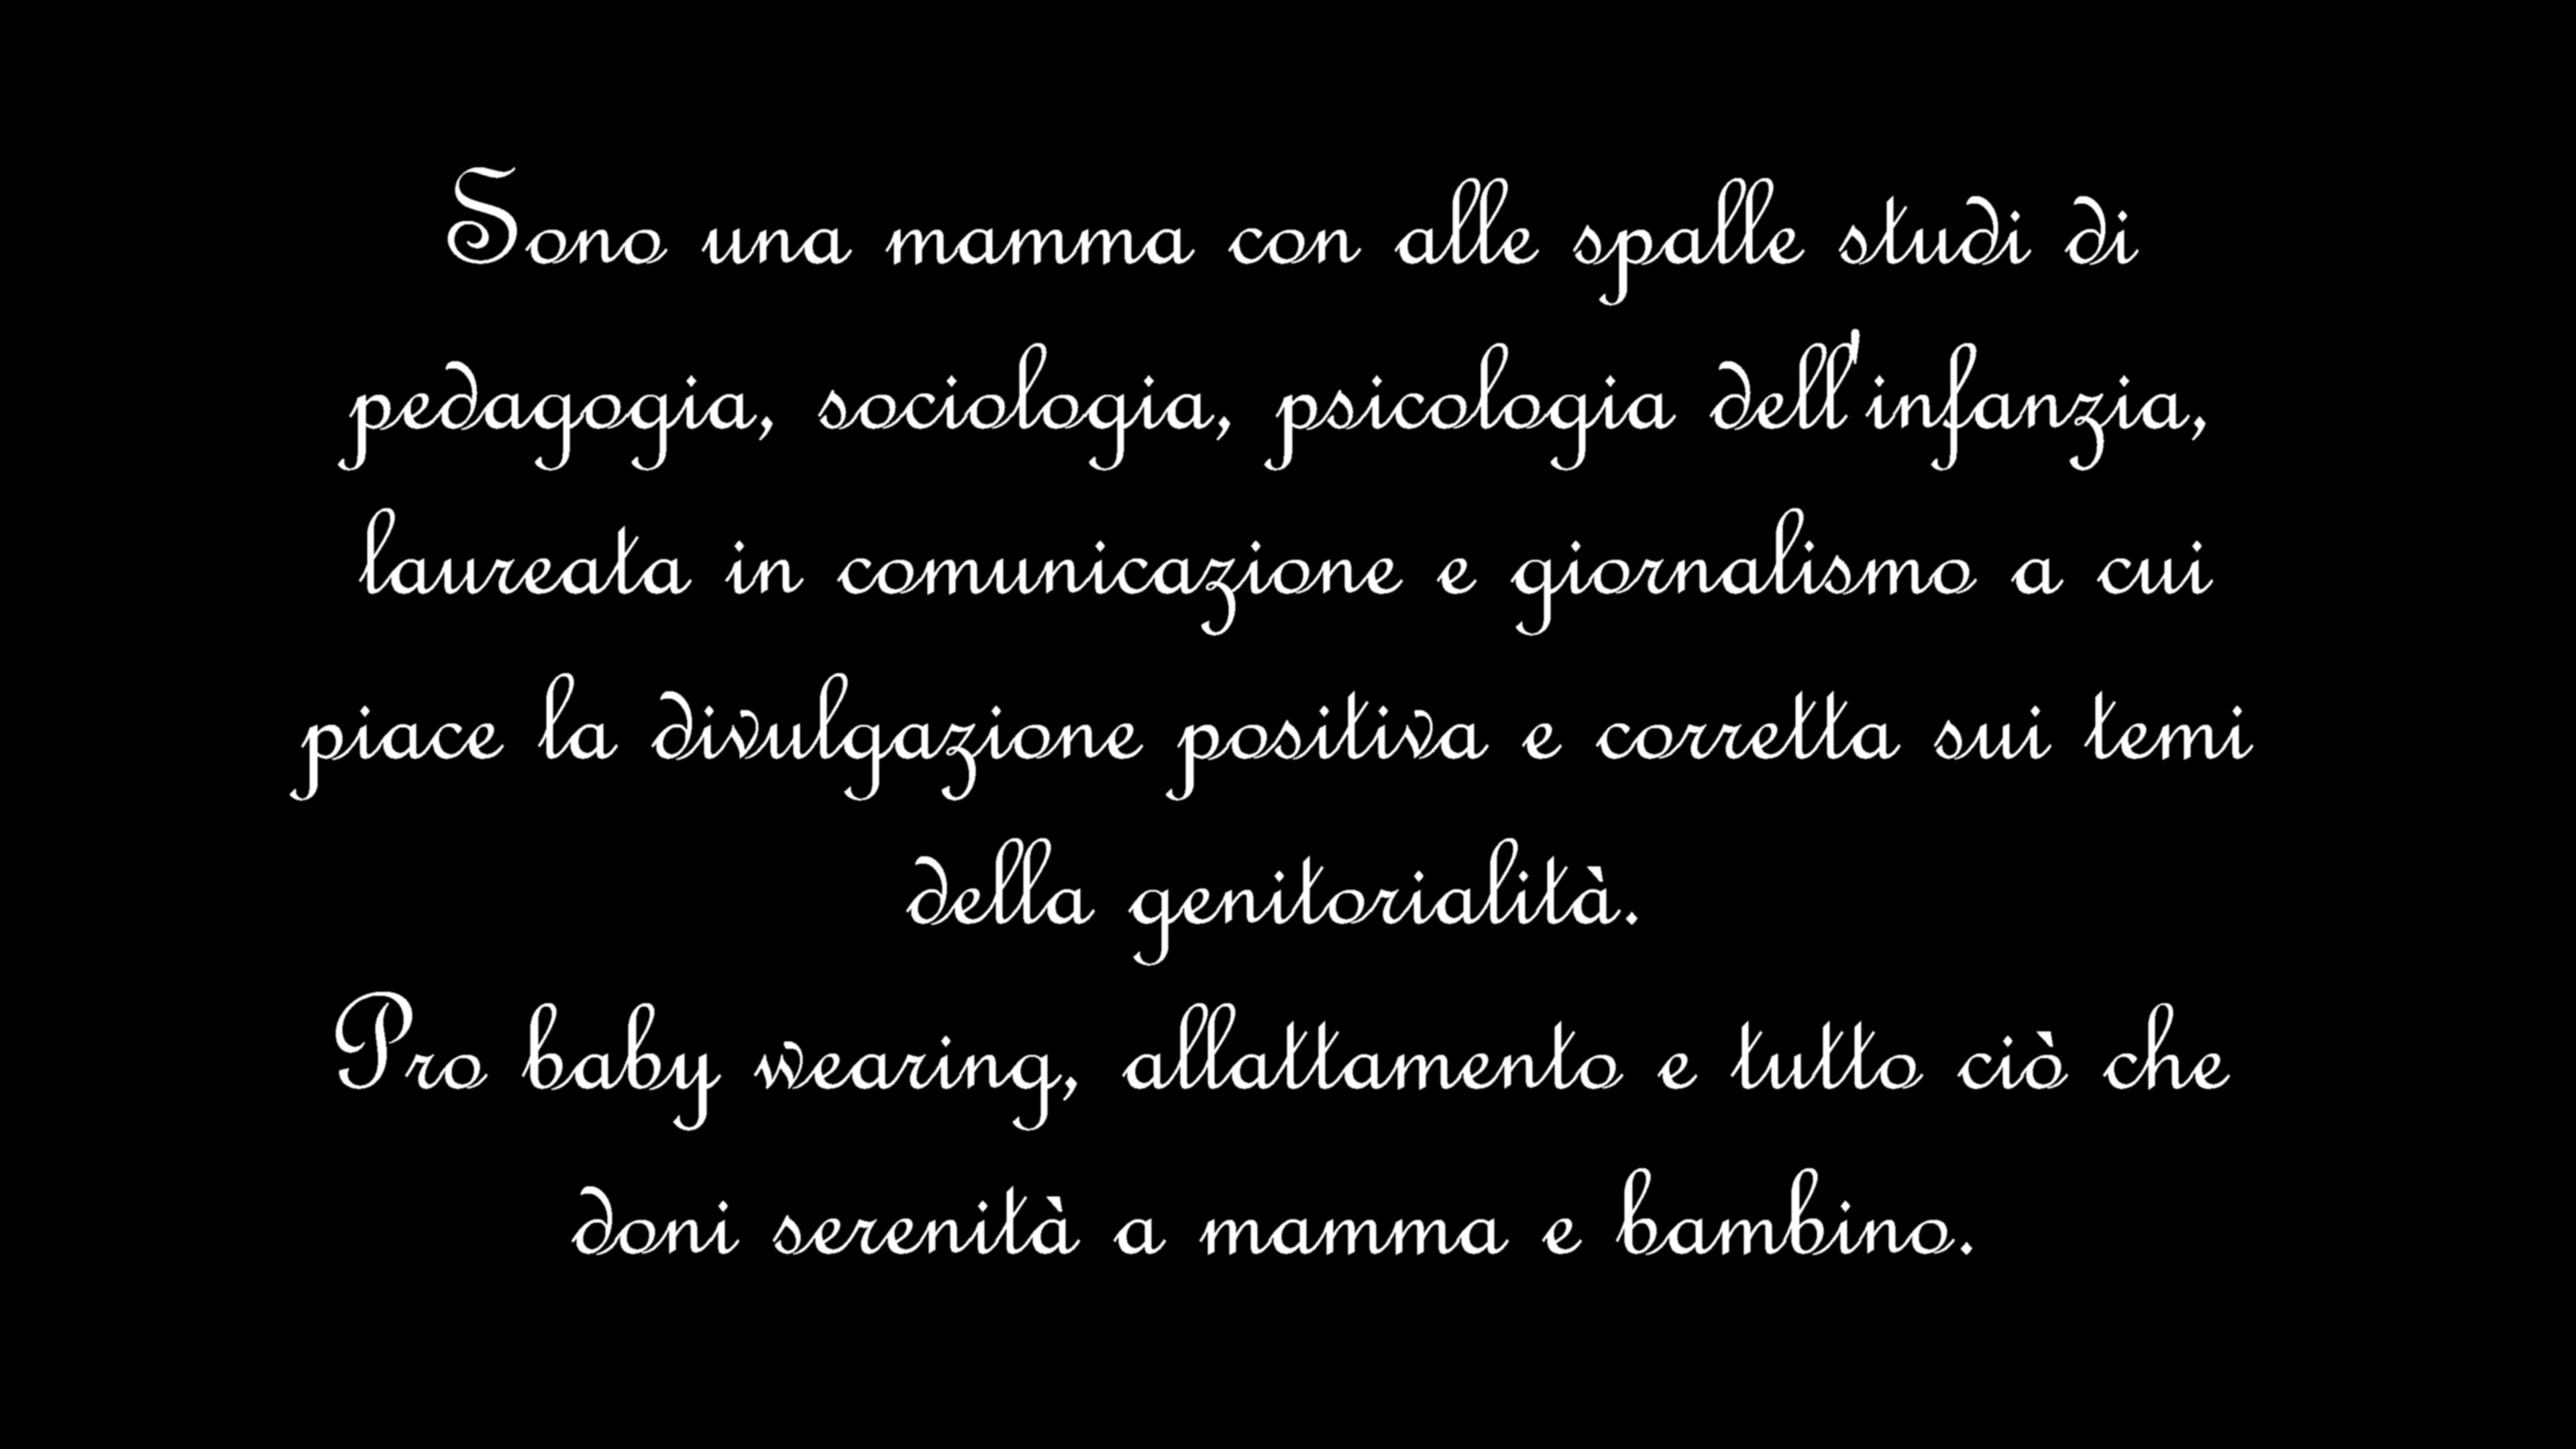 Sono una mamma con alle spalle studi di
pedagogia, sociologia, psicologia dell'infanzia,
laureata in comunicazione e giornalismo a cui
piace la divulgazione positiva e corretta sui temi
della genitorialità.
Pro baby wearing, allattamento e tutto ciò che
doni serenità a mamma e bambino.